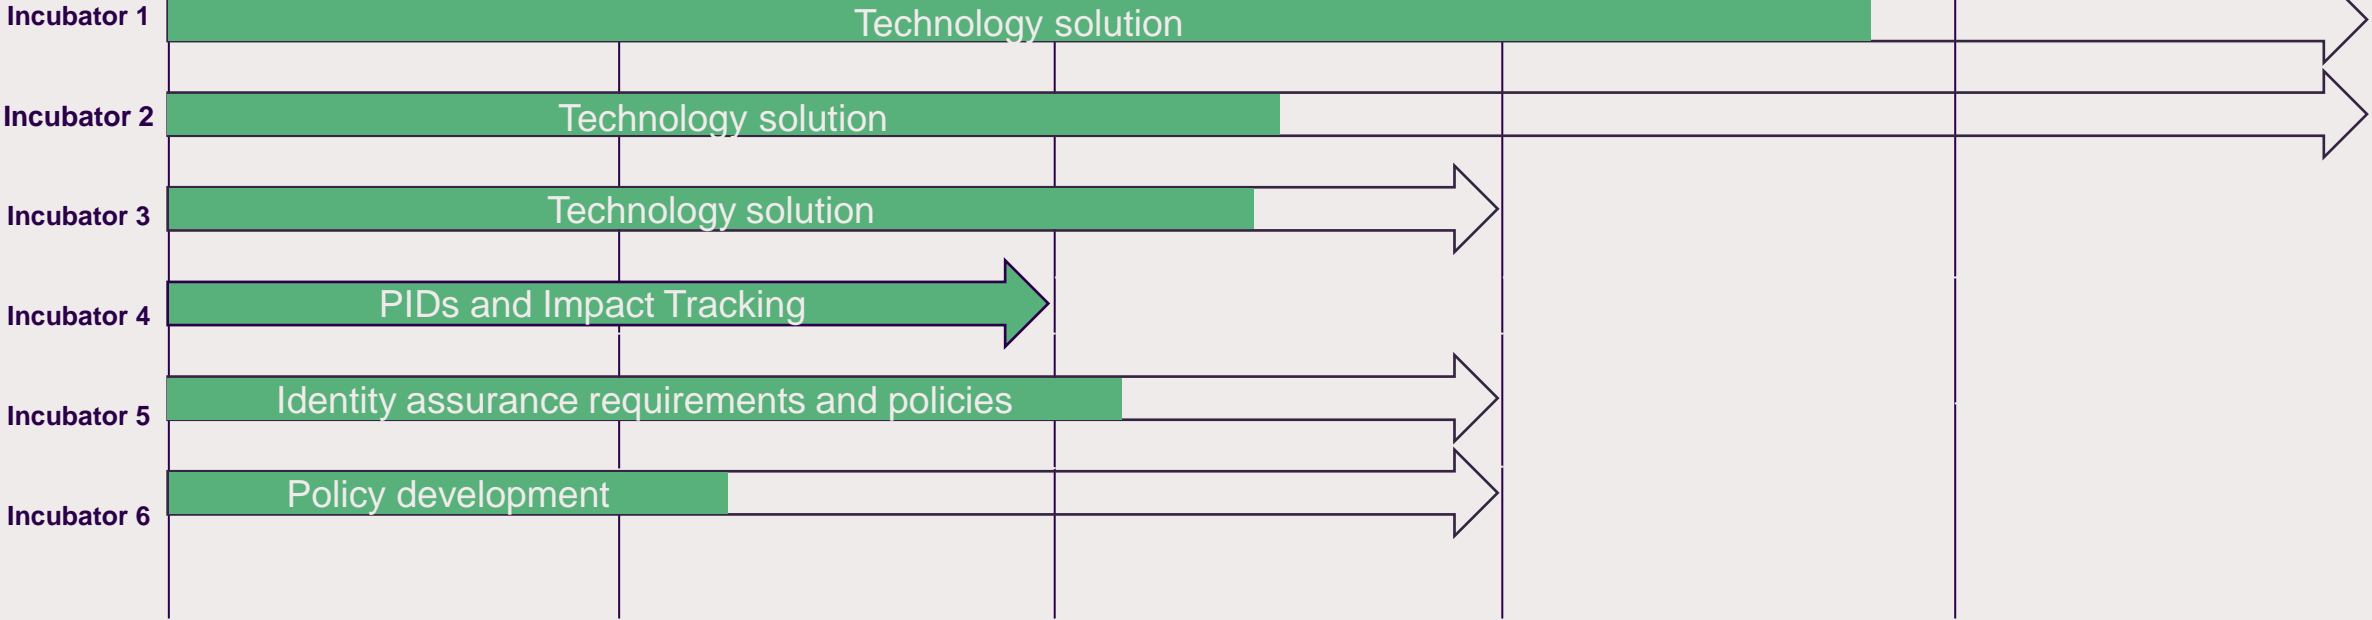 Incubator 1
Technology solution
Incubator 2
Technology solution
Incubator 3
Technology solution
Incubator 4
PIDs and Impact Tracking
Incubator 5
Identity assurance requirements and policies
Incubator 6
Policy development